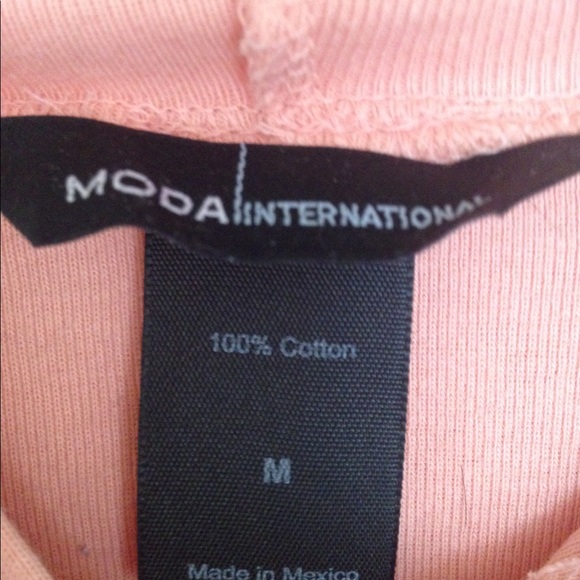 MODA INTERNATIONAL
100% Cotton
M
Made in Mexico